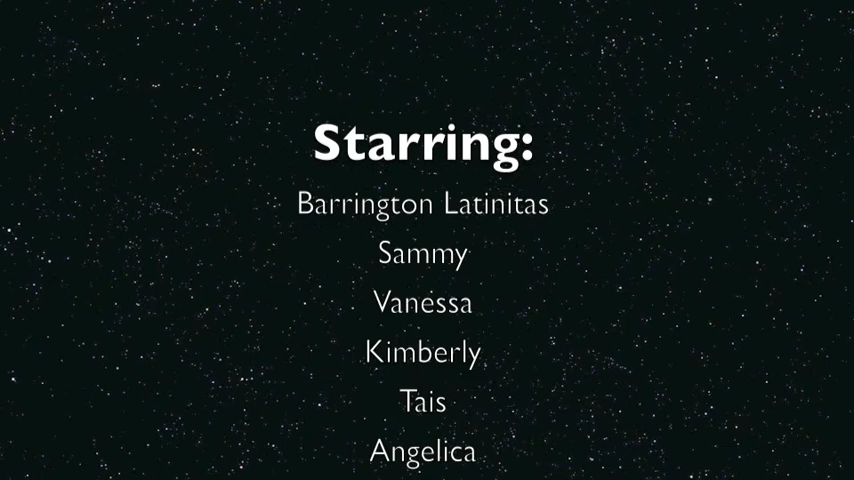 Starring:
Barrington Latinitas
Sammy
Vanessa
Kimberly
Tais
Angelica